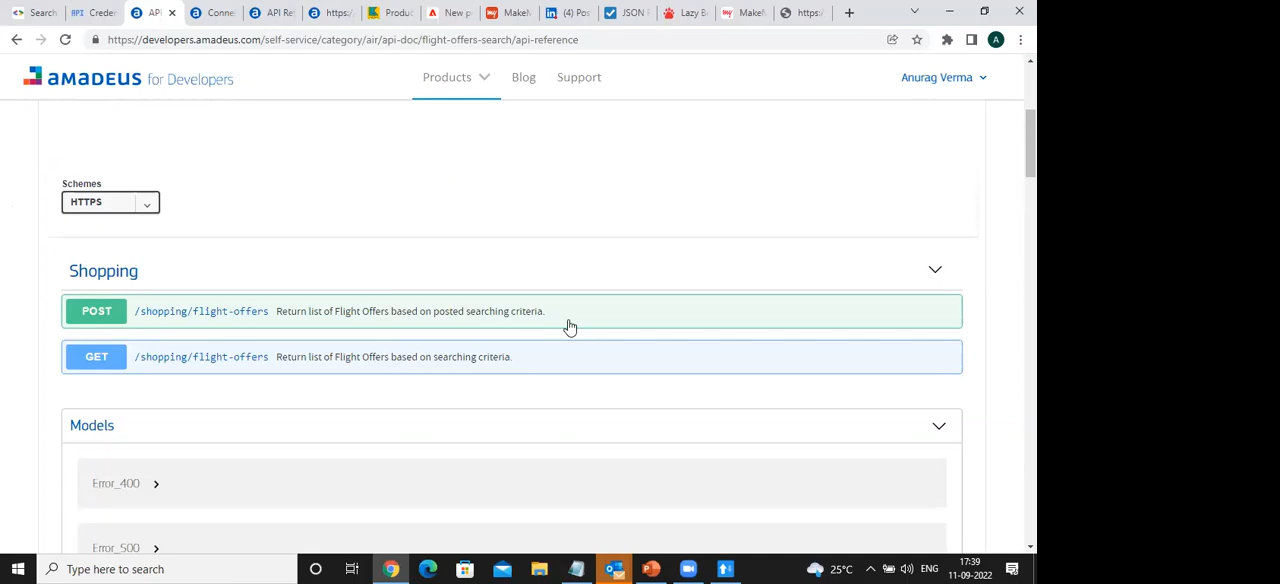 Search
API Creden
API
Conne
API Re
https:/
Produc
New p
MakeM
(4) Pos
JSON F
Lazy B
MakeM
https:/
https://developers.amadeus.com/self-service/category/air/api-doc/flight-offers-search/api-reference
A
amadeus for Developers
Products
Blog
Support
Anurag Verma
Schemes
HTTPS
Shopping
POST /shopping/flight-offers Return list of Flight Offers based on posted searching criteria.
GET /shopping/flight-offers Return list of Flight Offers based on searching criteria.
Models
Error_400
Error_500
Type here to search
25°C
ENG
17:39
11-09-2022